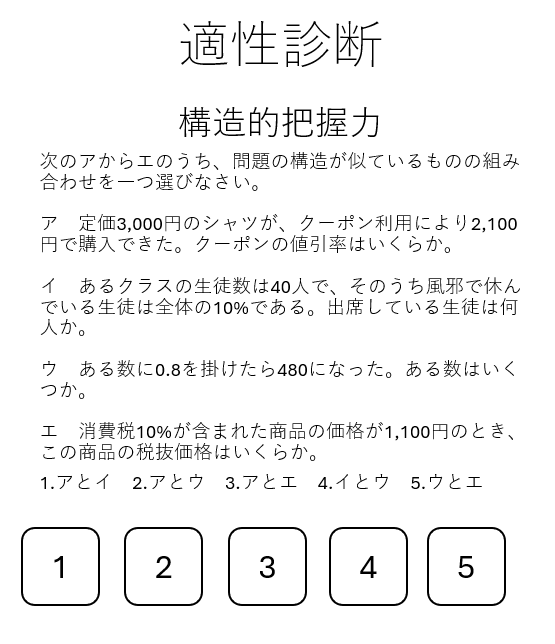 適性診断
構造的把握力
次のアからエのうち、問題の構造が似ているものの組み
合わせを一つ選びなさい。
ア　定価3,000円のシャツが、クーポン利用により2,100
円で購入できた。クーポンの値引率はいくらか。
イ　あるクラスの生徒数は40人で、そのうち風邪で休ん
でいる生徒は全体の10%である。出席している生徒は何
人か。
ウ　ある数に0.8を掛けたら480になった。ある数はいく
つか。
エ　消費税10%が含まれた商品の価格が1,100円のとき、
この商品の税抜価格はいくらか。
1.アとイ　2.アとウ　3.アとエ　4.イとウ　5.ウとエ
1 2 3 4 5